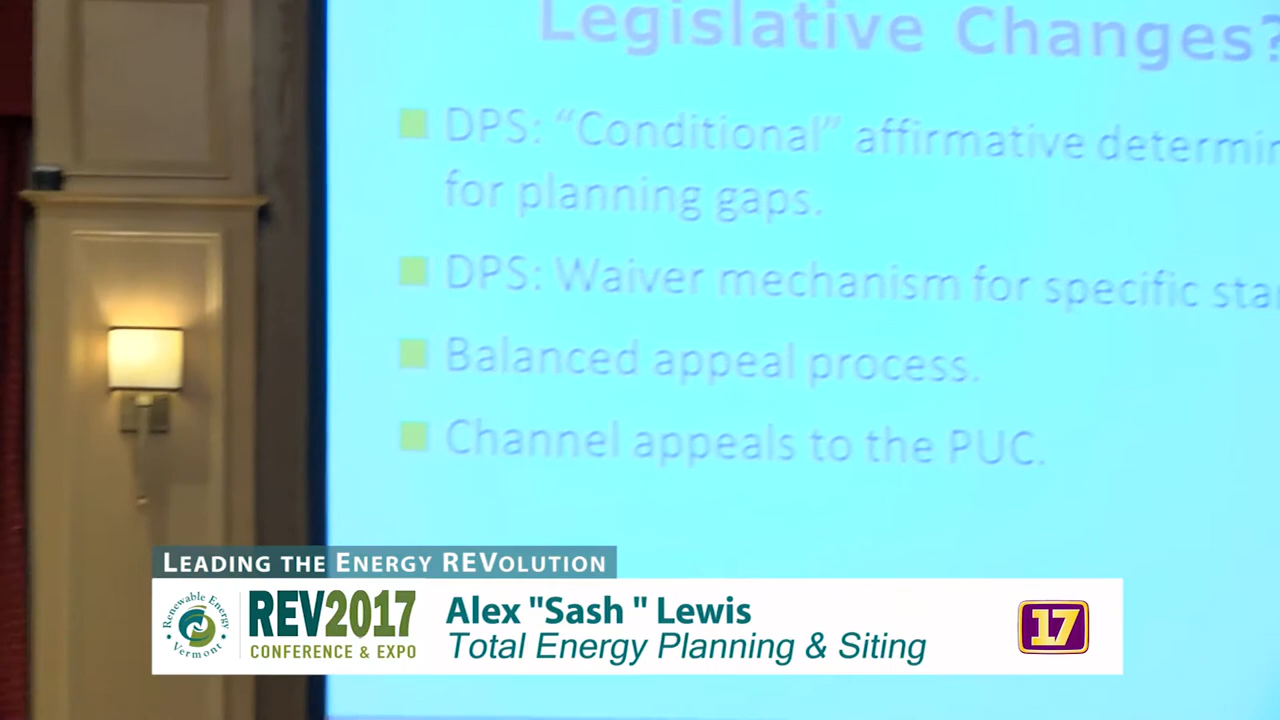 Legislative Changes?
DPS: “Conditional” affirmative
for planning gaps.
DPS: Waiver mechanism for specific
Balanced appeal process.
Channel appeals to the PUC.
LEADING THE ENERGY REVOLUTION
Renewable Energy
Vermont
REV2017
CONFERENCE & EXPO
Alex "Sash " Lewis
Total Energy Planning & Siting
17